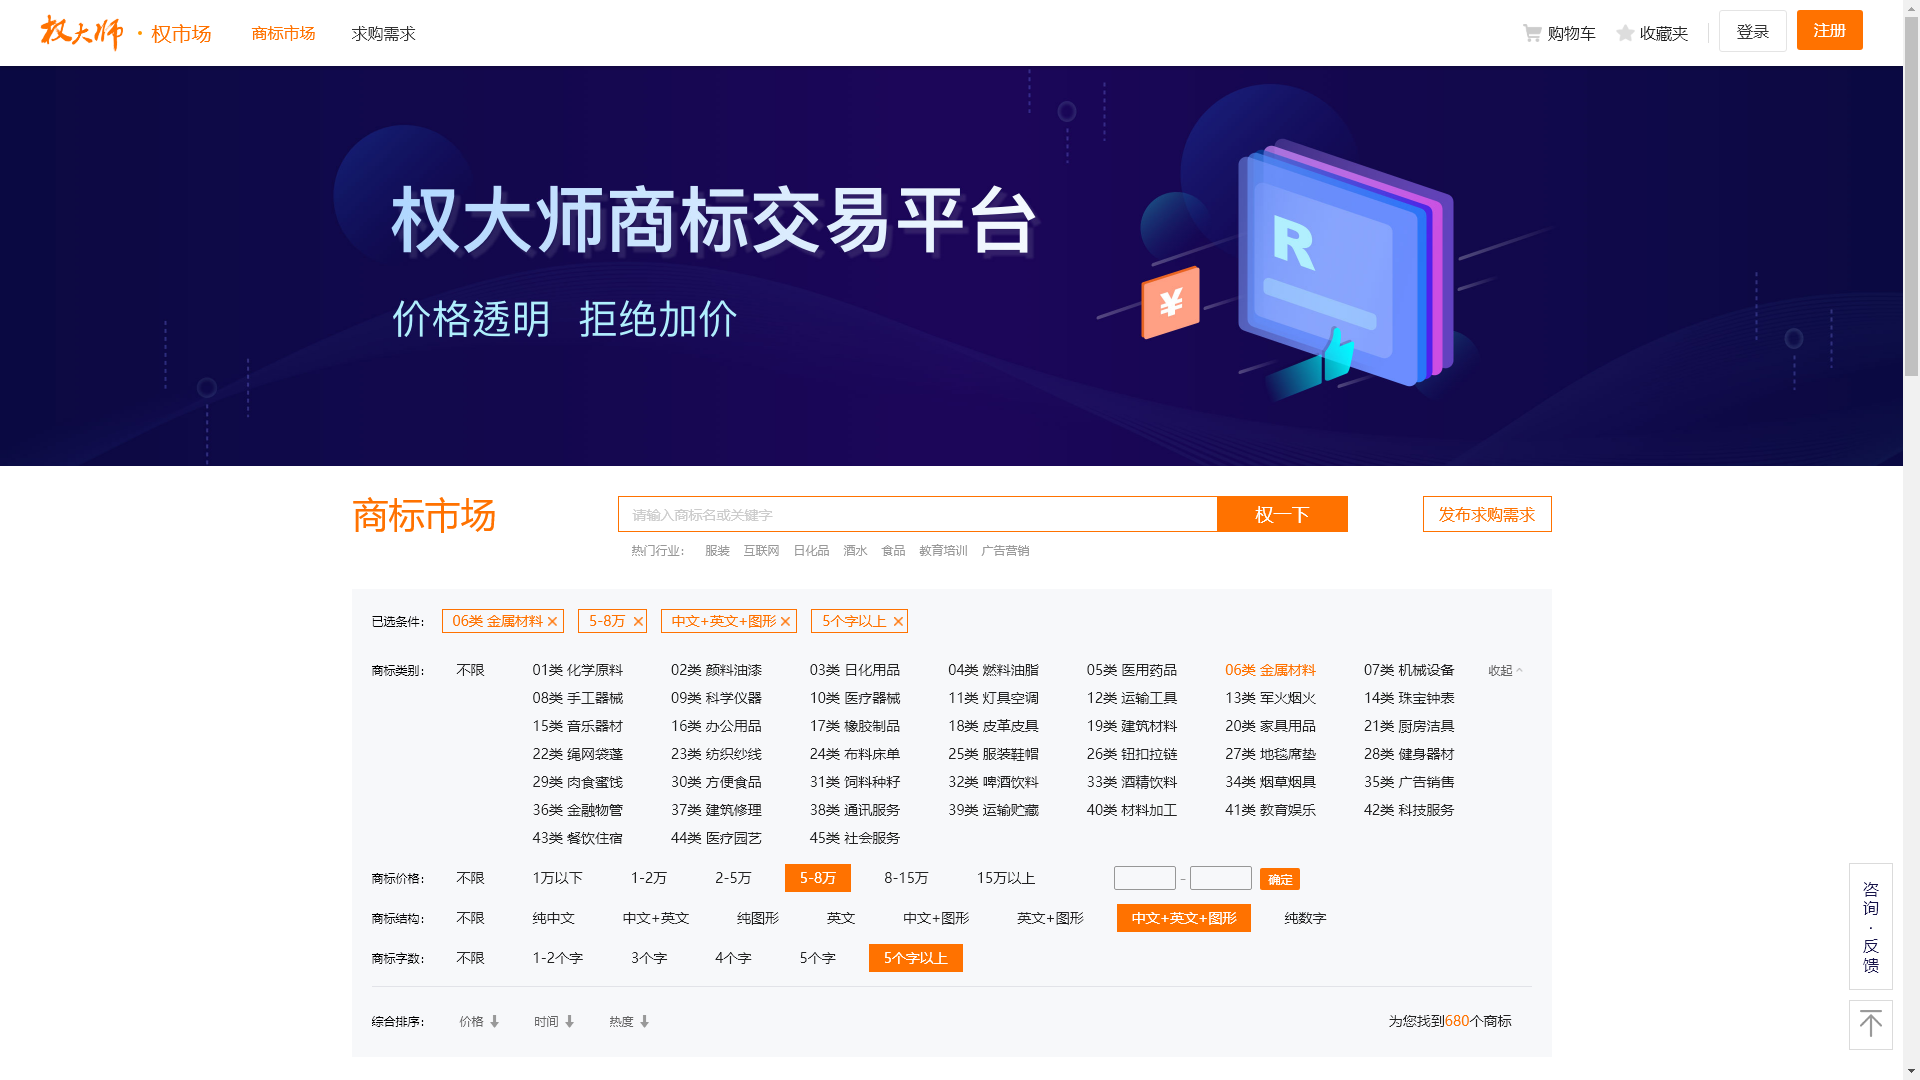 权大师 · 权市场 商标市场 求购需求 购物车 收藏夹 登录 注册
权大师商标交易平台
价格透明 拒绝加价
R
¥
商标市场 请输入商标名或关键字 权一下 发布求购需求
热门行业： 服装 互联网 日化品 酒水 食品 教育培训 广告营销
已选条件： 06类 金属材料 5-8万 中文+英文+图形 5个字以上
商标类别： 不限 01类 化学原料 02类 颜料油漆 03类 日化用品 04类 燃料油脂 05类 医用药品 06类 金属材料 07类 机械设备 收起
08类 手工器械 09类 科学仪器 10类 医疗器械 11类 灯具空调 12类 运输工具 13类 军火烟火 14类 珠宝钟表
15类 音乐器材 16类 办公用品 17类 橡胶制品 18类 皮革皮具 19类 建筑材料 20类 家具用品 21类 厨房洁具
22类 绳网袋蓬 23类 纺织纱线 24类 布料床单 25类 服装鞋帽 26类 钮扣拉链 27类 地毯席垫 28类 健身器材
29类 肉食蜜饯 30类 方便食品 31类 饲料种籽 32类 啤酒饮料 33类 酒精饮料 34类 烟草烟具 35类 广告销售
36类 金融物管 37类 建筑修理 38类 通讯服务 39类 运输贮藏 40类 材料加工 41类 教育娱乐 42类 科技服务
43类 餐饮住宿 44类 医疗园艺 45类 社会服务
商标价格： 不限 1万以下 1-2万 2-5万 5-8万 8-15万 15万以上 - 确定
商标结构： 不限 纯中文 中文+英文 纯图形 英文 中文+图形 英文+图形 中文+英文+图形 纯数字
商标字数： 不限 1-2个字 3个字 4个字 5个字 5个字以上
综合排序： 价格 时间 热度 为您找到680个商标
咨
询
·
反
馈